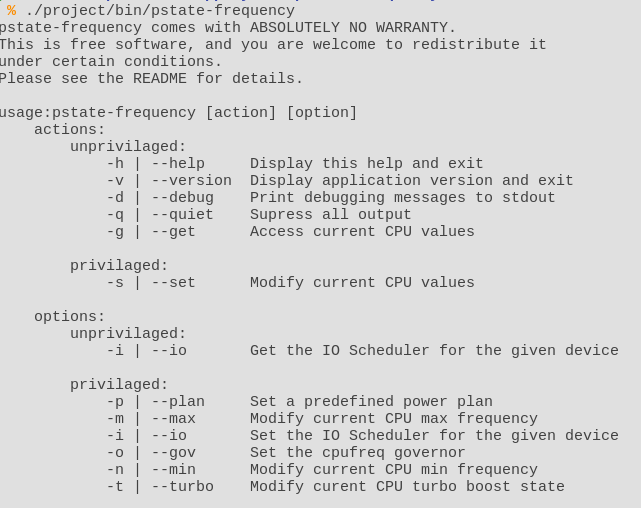 % ./project/bin/pstate-frequency
pstate-frequency comes with ABSOLUTELY NO WARRANTY.
This is free software, and you are welcome to redistribute it
under certain conditions.
Please see the README for details.
usage:pstate-frequency [action] [option]
actions:
unprivilaged:
-h | --help Display this help and exit
-v | --version Display application version and exit
-d | --debug Print debugging messages to stdout
-q | --quiet Supress all output
-g | --get Access current CPU values
privilaged:
-s | --set Modify current CPU values
options:
unprivilaged:
-i | --io Get the IO Scheduler for the given device
privilaged:
-p | --plan Set a predefined power plan
-m | --max Modify current CPU max frequency
-i | --io Set the IO Scheduler for the given device
-o | --gov Set the cpufreq governor
-n | --min Modify current CPU min frequency
-t | --turbo Modify curent CPU turbo boost state